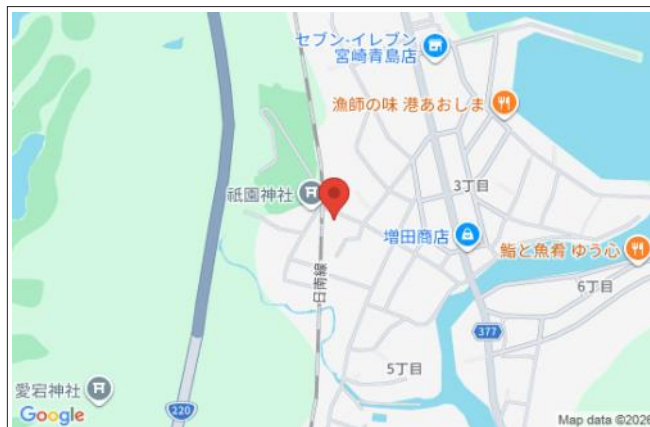 セブン-イレブン
宮崎青島店
漁師の味 港あおしま
祇園神社
3丁目
増田商店
鮨と魚肴 ゆう心
日南線
6丁目
377
5丁目
愛宕神社
220
Google
Map data ©2026